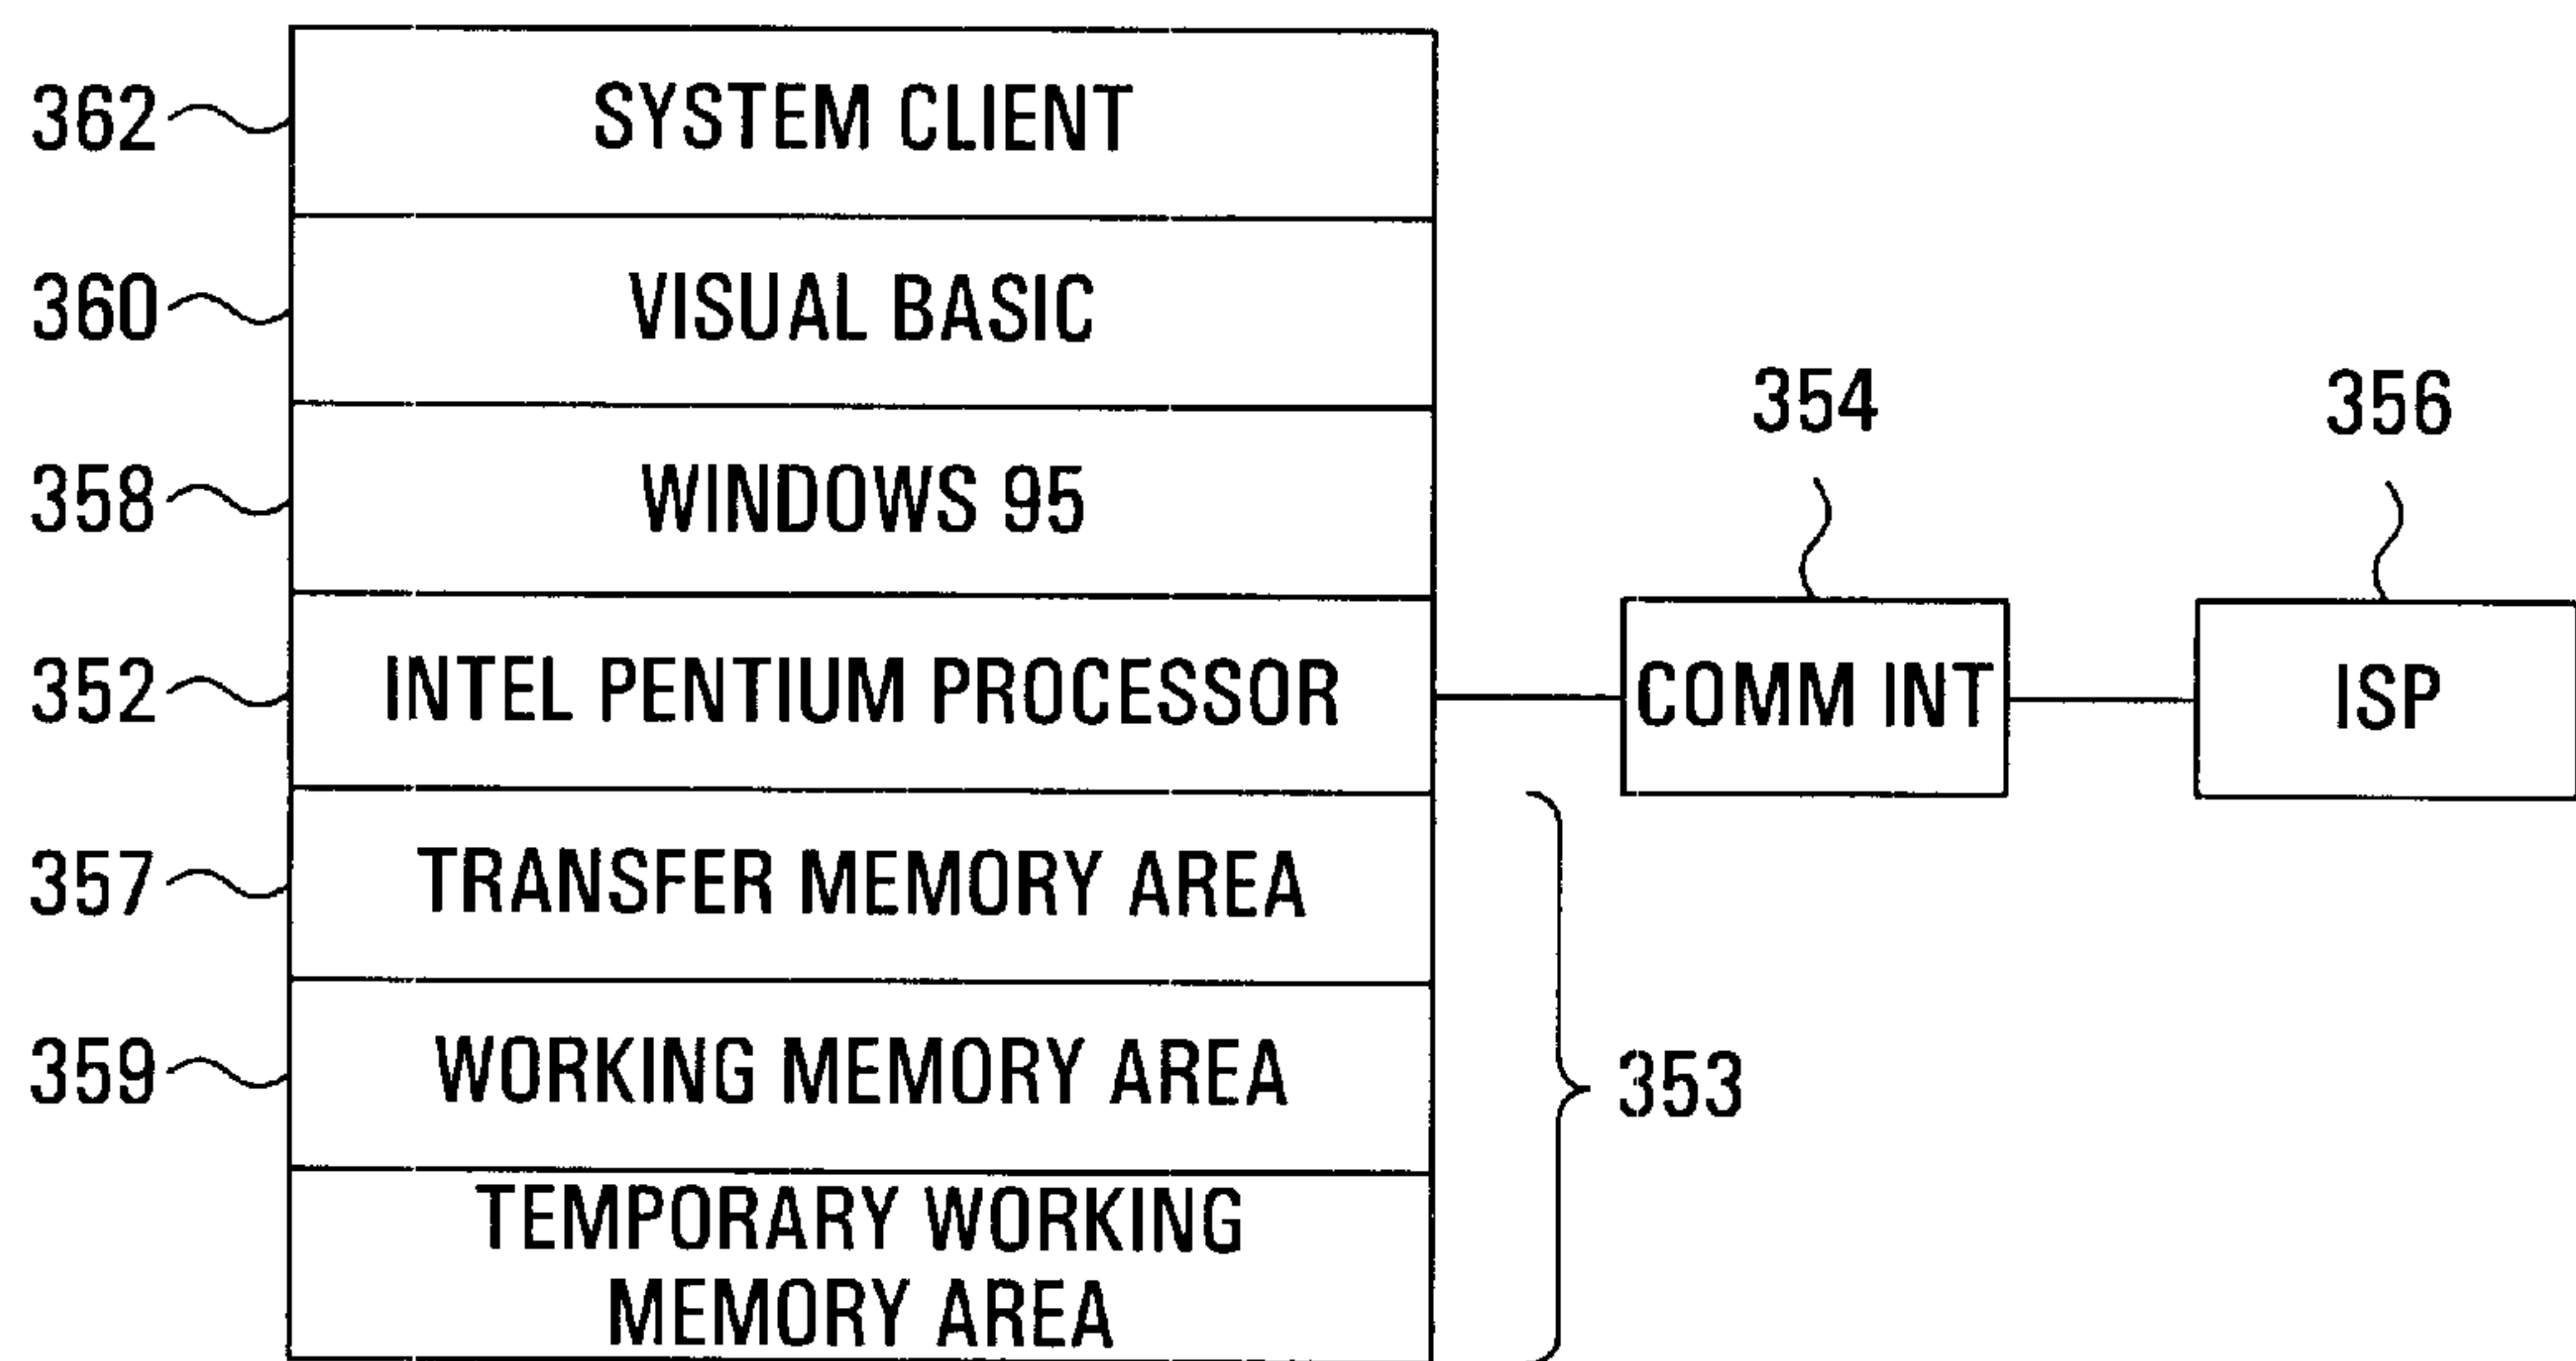 362 SYSTEM CLIENT
360 VISUAL BASIC
354 356
358 WINDOWS 95
352 INTEL PENTIUM PROCESSOR COMM INT ISP
357 TRANSFER MEMORY AREA
359 WORKING MEMORY AREA 353
TEMPORARY WORKING
MEMORY AREA